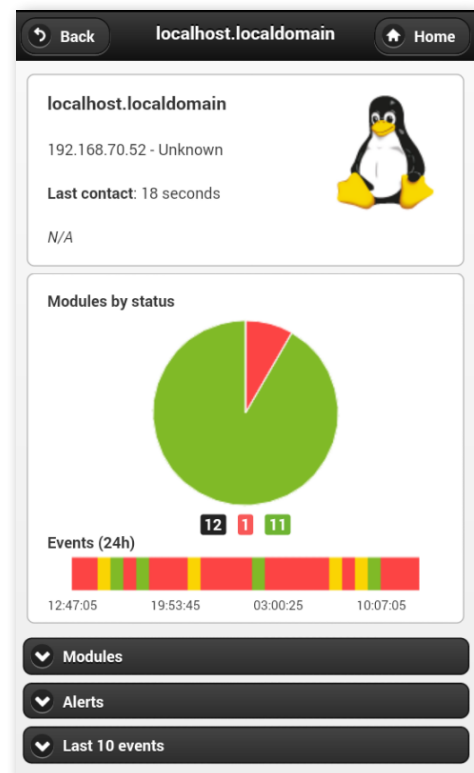 Back localhost.localdomain Home
localhost.localdomain
192.168.70.52 - Unknown
Last contact: 18 seconds
N/A
Modules by status
12 1 11
Events (24h)
12:47:05 19:53:45 03:00:25 10:07:05
Modules
Alerts
Last 10 events